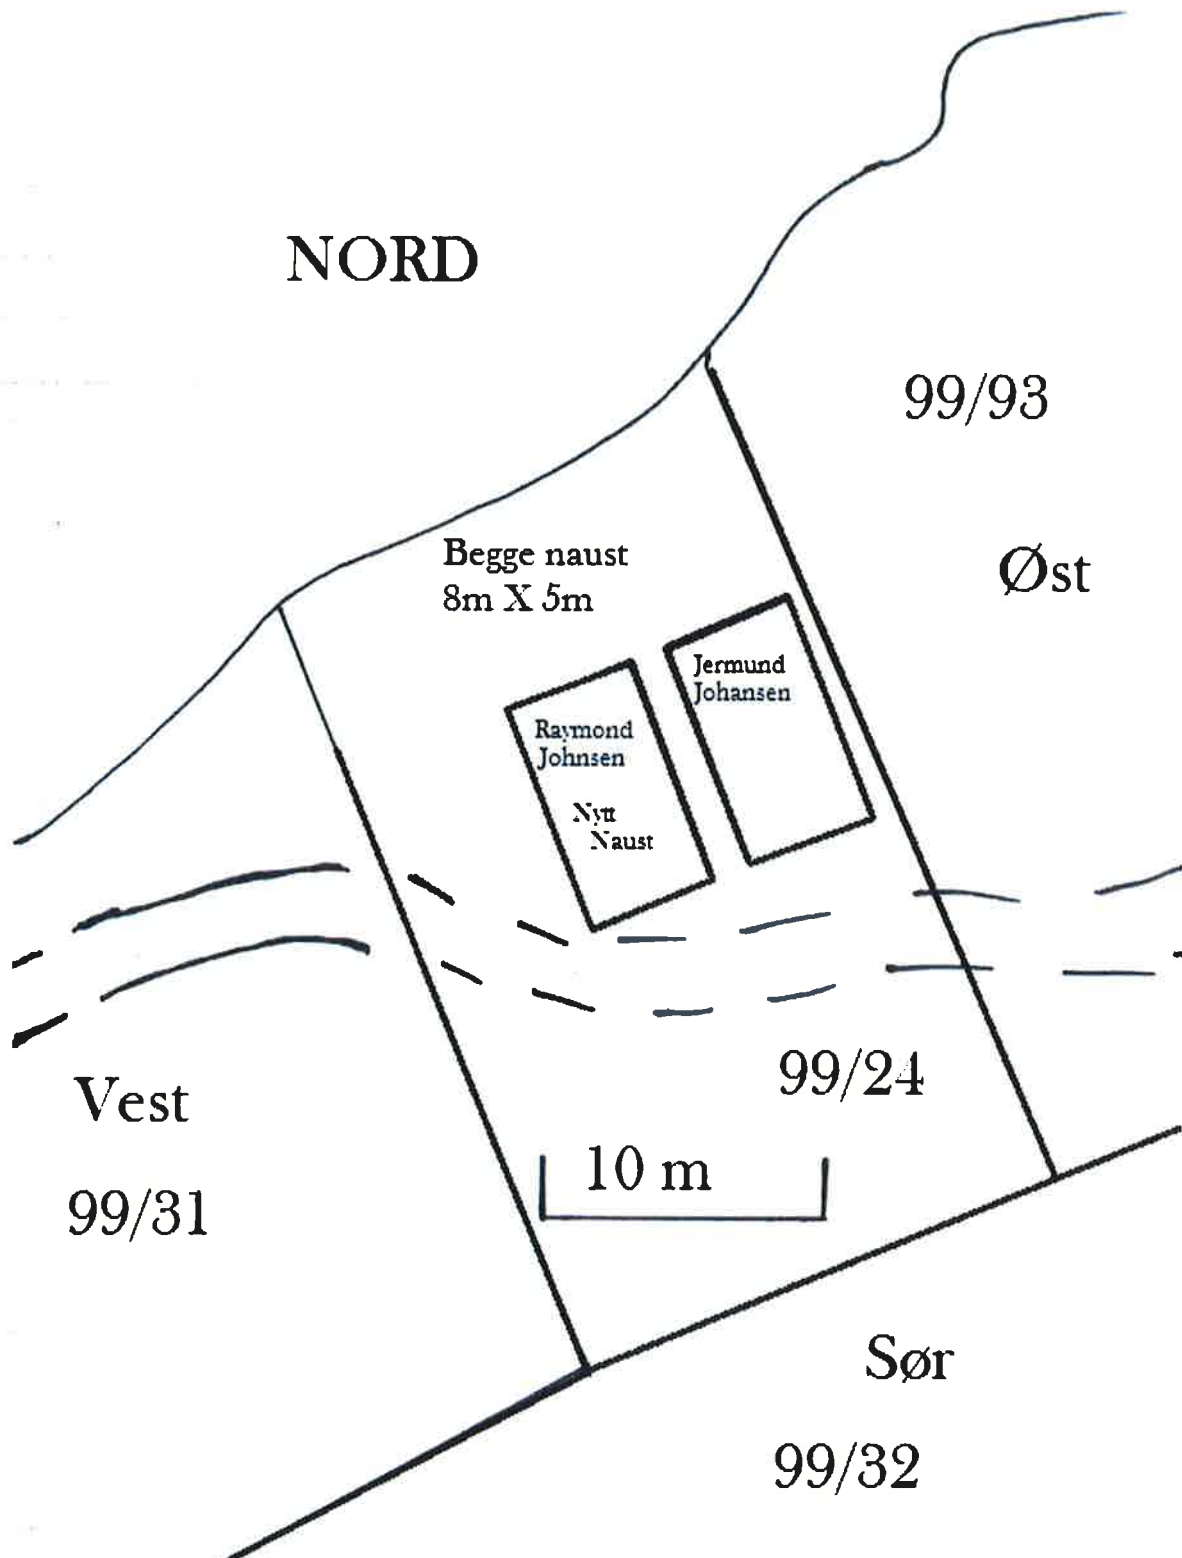 NORD
99/93
Øst
Begge naust
8m X 5m
Jermund
Johansen
Raymond
Johnsen
Nytt
Naust
99/24
Vest
10 m
99/31
Sør
99/32